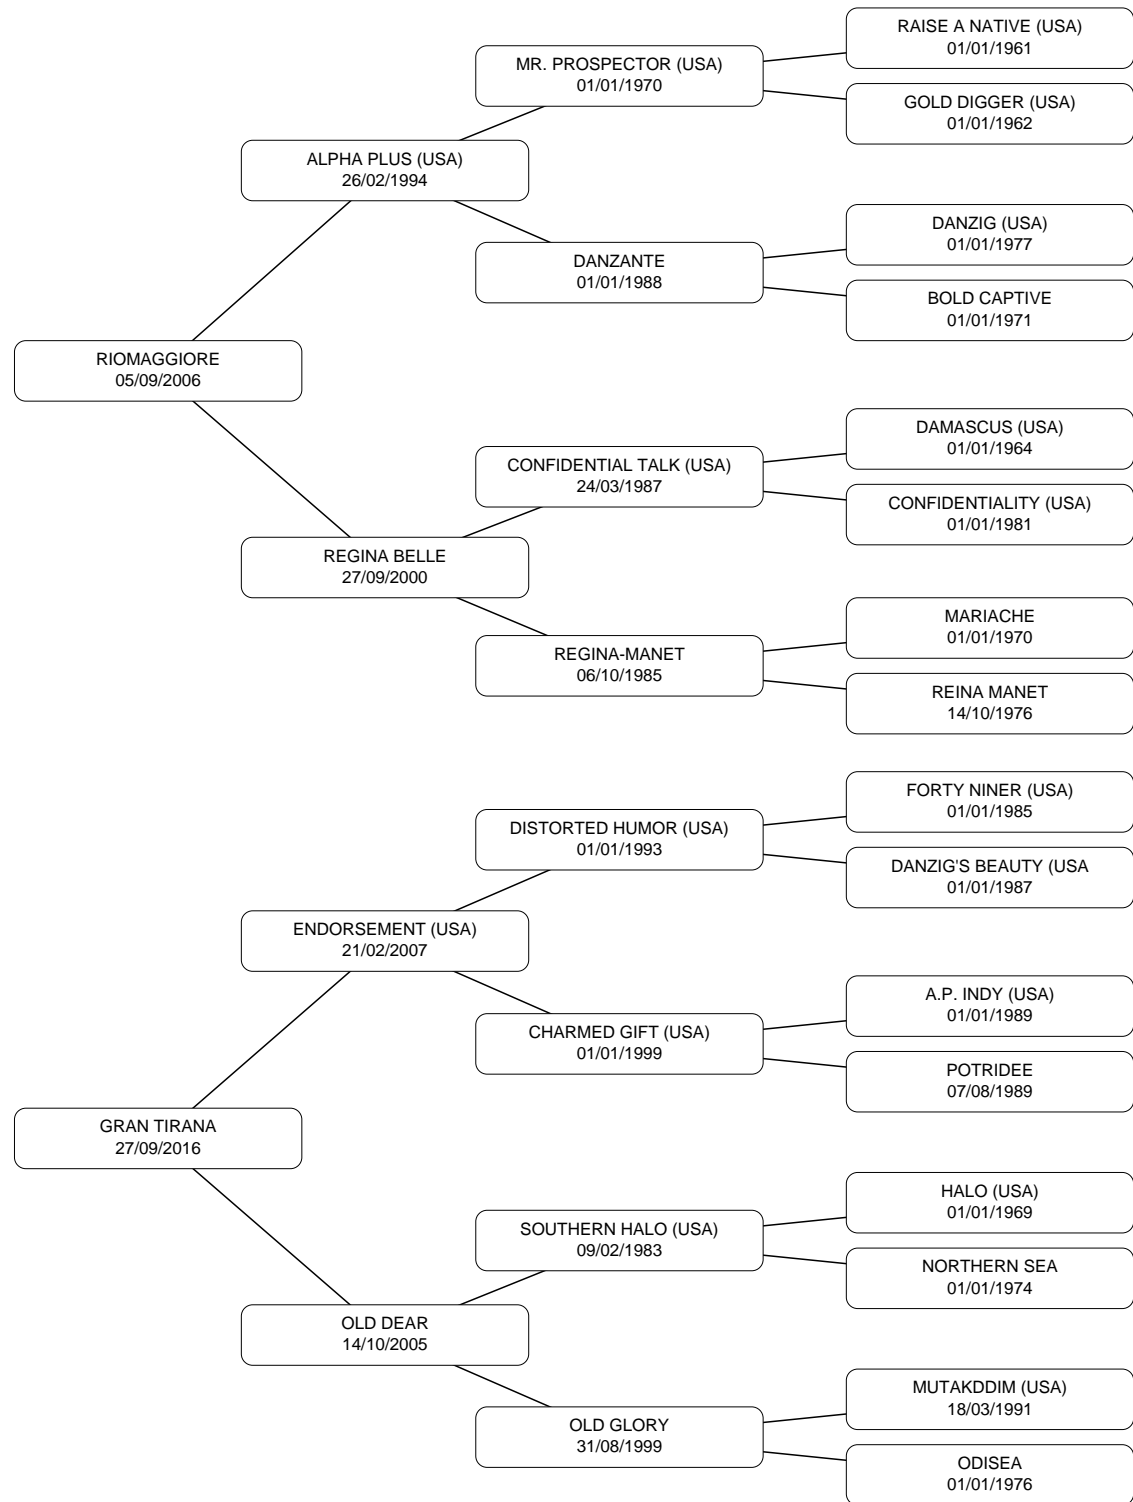 RAISE A NATIVE (USA)
01/01/1961
MR. PROSPECTOR (USA)
01/01/1970
GOLD DIGGER (USA)
01/01/1962
ALPHA PLUS (USA)
26/02/1994
DANZIG (USA)
01/01/1977
DANZANTE
01/01/1988
BOLD CAPTIVE
01/01/1971
RIOMAGGIORE
05/09/2006
DAMASCUS (USA)
01/01/1964
CONFIDENTIAL TALK (USA)
24/03/1987
CONFIDENTIALITY (USA)
01/01/1981
REGINA BELLE
27/09/2000
MARIACHE
01/01/1970
REGINA-MANET
06/10/1985
REINA MANET
14/10/1976
FORTY NINER (USA)
01/01/1985
DISTORTED HUMOR (USA)
01/01/1993
DANZIG'S BEAUTY (USA
01/01/1987
ENDORSEMENT (USA)
21/02/2007
A.P. INDY (USA)
01/01/1989
CHARMED GIFT (USA)
01/01/1999
POTRIDEE
07/08/1989
GRAN TIRANA
27/09/2016
HALO (USA)
01/01/1969
SOUTHERN HALO (USA)
09/02/1983
NORTHERN SEA
01/01/1974
OLD DEAR
14/10/2005
MUTAKDDIM (USA)
18/03/1991
OLD GLORY
31/08/1999
ODISEA
01/01/1976